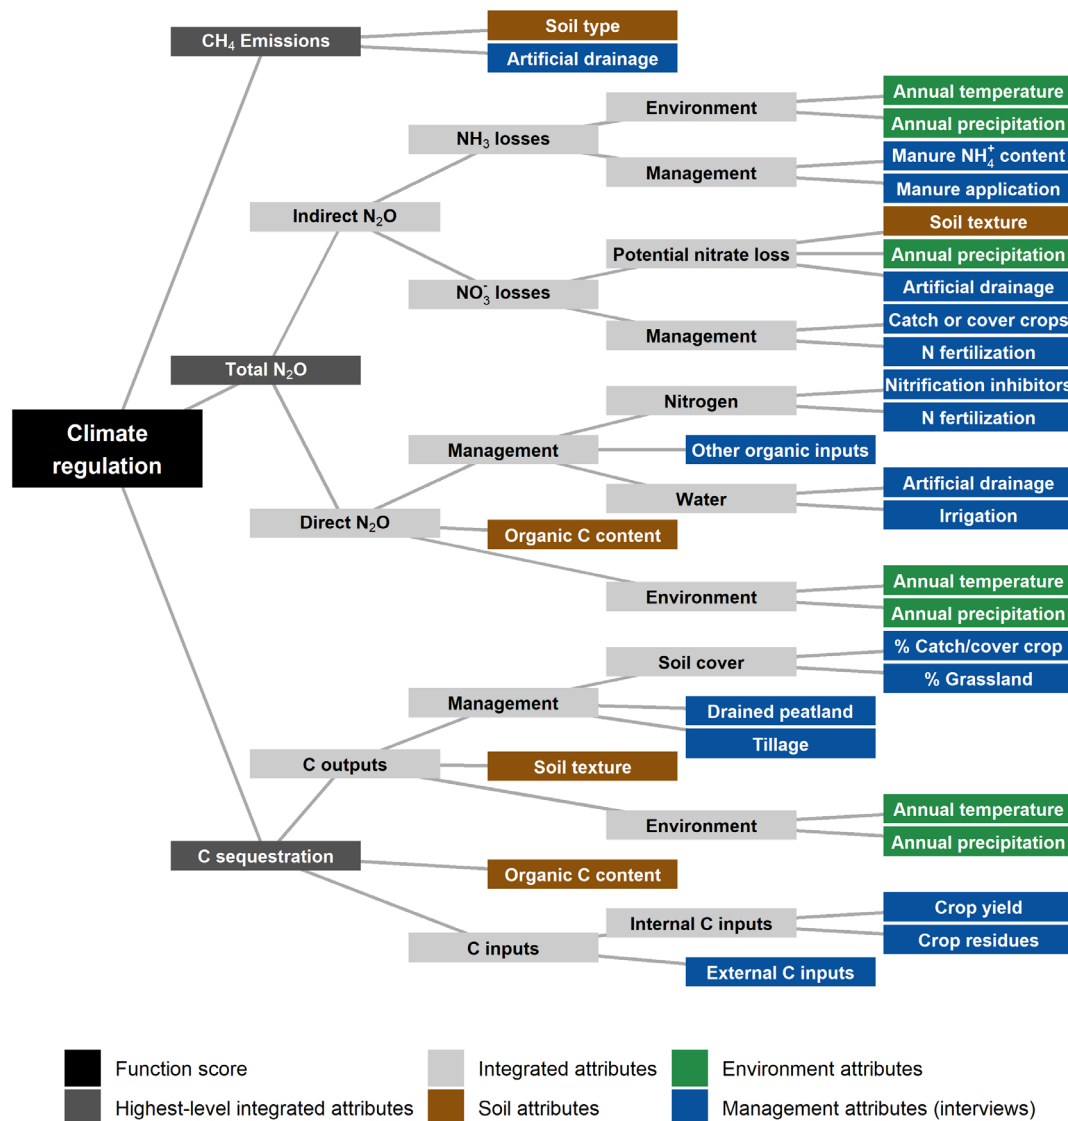 Soil type
CH₄ Emissions
Artificial drainage
Annual temperature
Environment
Annual precipitation
NH₃ losses
Manure NH₄⁺ content
Management
Manure application
Indirect N₂O
Soil texture
Potential nitrate loss
Annual precipitation
Artificial drainage
NO₃⁻ losses
Catch or cover crops
Management
N fertilization
Total N₂O
Nitrification inhibitors
Nitrogen
N fertilization
Climate
regulation
Management
Other organic inputs
Artificial drainage
Water
Irrigation
Direct N₂O
Organic C content
Annual temperature
Environment
Annual precipitation
% Catch/cover crop
Soil cover
% Grassland
Management
Drained peatland
Tillage
C outputs
Soil texture
Annual temperature
Environment
Annual precipitation
C sequestration
Organic C content
Crop yield
Internal C inputs
Crop residues
C inputs
External C inputs
Function score
Integrated attributes
Environment attributes
Highest-level integrated attributes
Soil attributes
Management attributes (interviews)